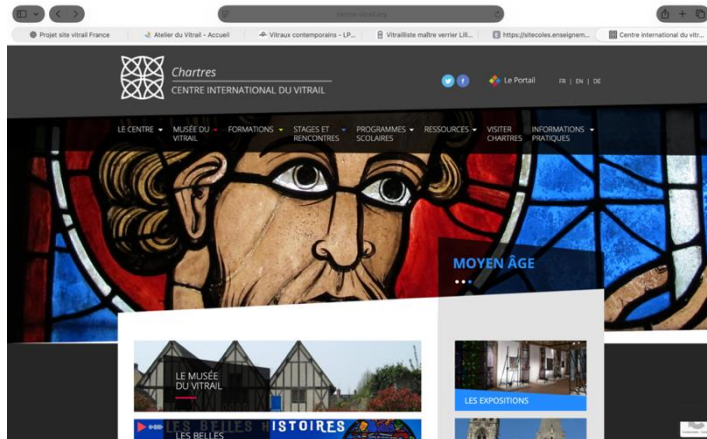 Projet site vitrail France
Atelier du Vitrail - Accueil
Vitraux contemporains - LP...
Vitrailliste maître verrier Lill...
https://sitecoles.enseignem...
Centre international du vitr...
Chartres
CENTRE INTERNATIONAL DU VITRAIL
Le Portail
FR | EN | DE
LE CENTRE
MUSÉE DU
VITRAIL
FORMATIONS
STAGES ET
RENCONTRES
PROGRAMMES
SCOLAIRES
RESSOURCES
VISITER
CHARTRES
INFORMATIONS
PRATIQUES
MOYEN ÂGE
LE MUSÉE
DU VITRAIL
LES EXPOSITIONS
LES BELLES HISTOIRES
LES BELLES